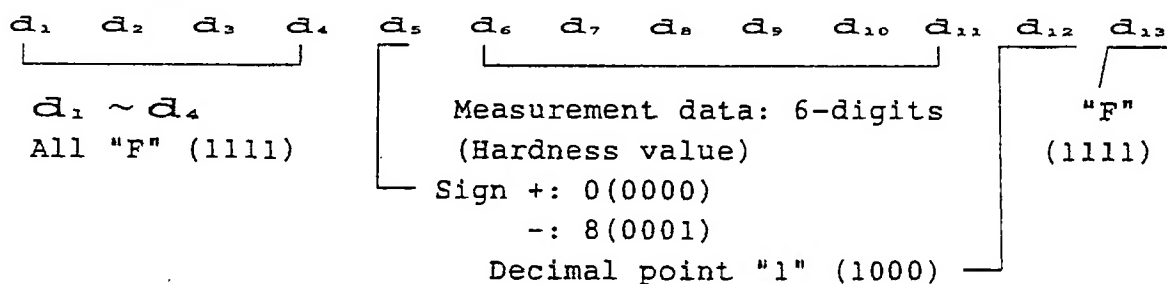 d₁ d₂ d₃ d₄ d₅ d₆ d₇ d₈ d₉ d₁₀ d₁₁ d₁₂ d₁₃
d₁ ~ d₄ Measurement data: 6-digits "F"
All "F" (1111) (Hardness value) (1111)
Sign +: 0(0000)
-: 8(0001)
Decimal point "1" (1000)